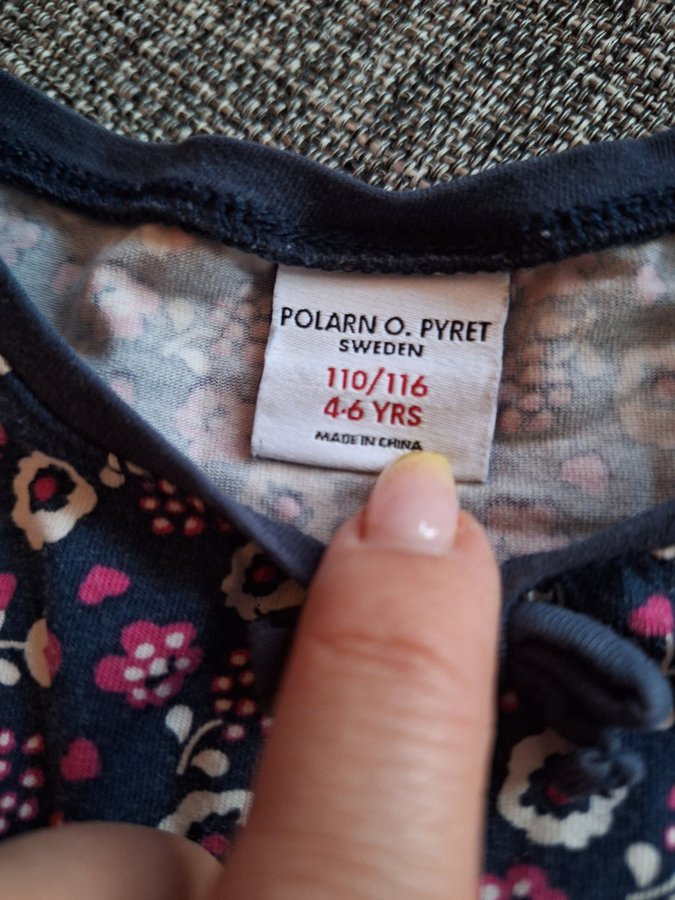 POLARN O. PYRET
SWEDEN
110/116
4-6 YRS
MADE IN CHINA